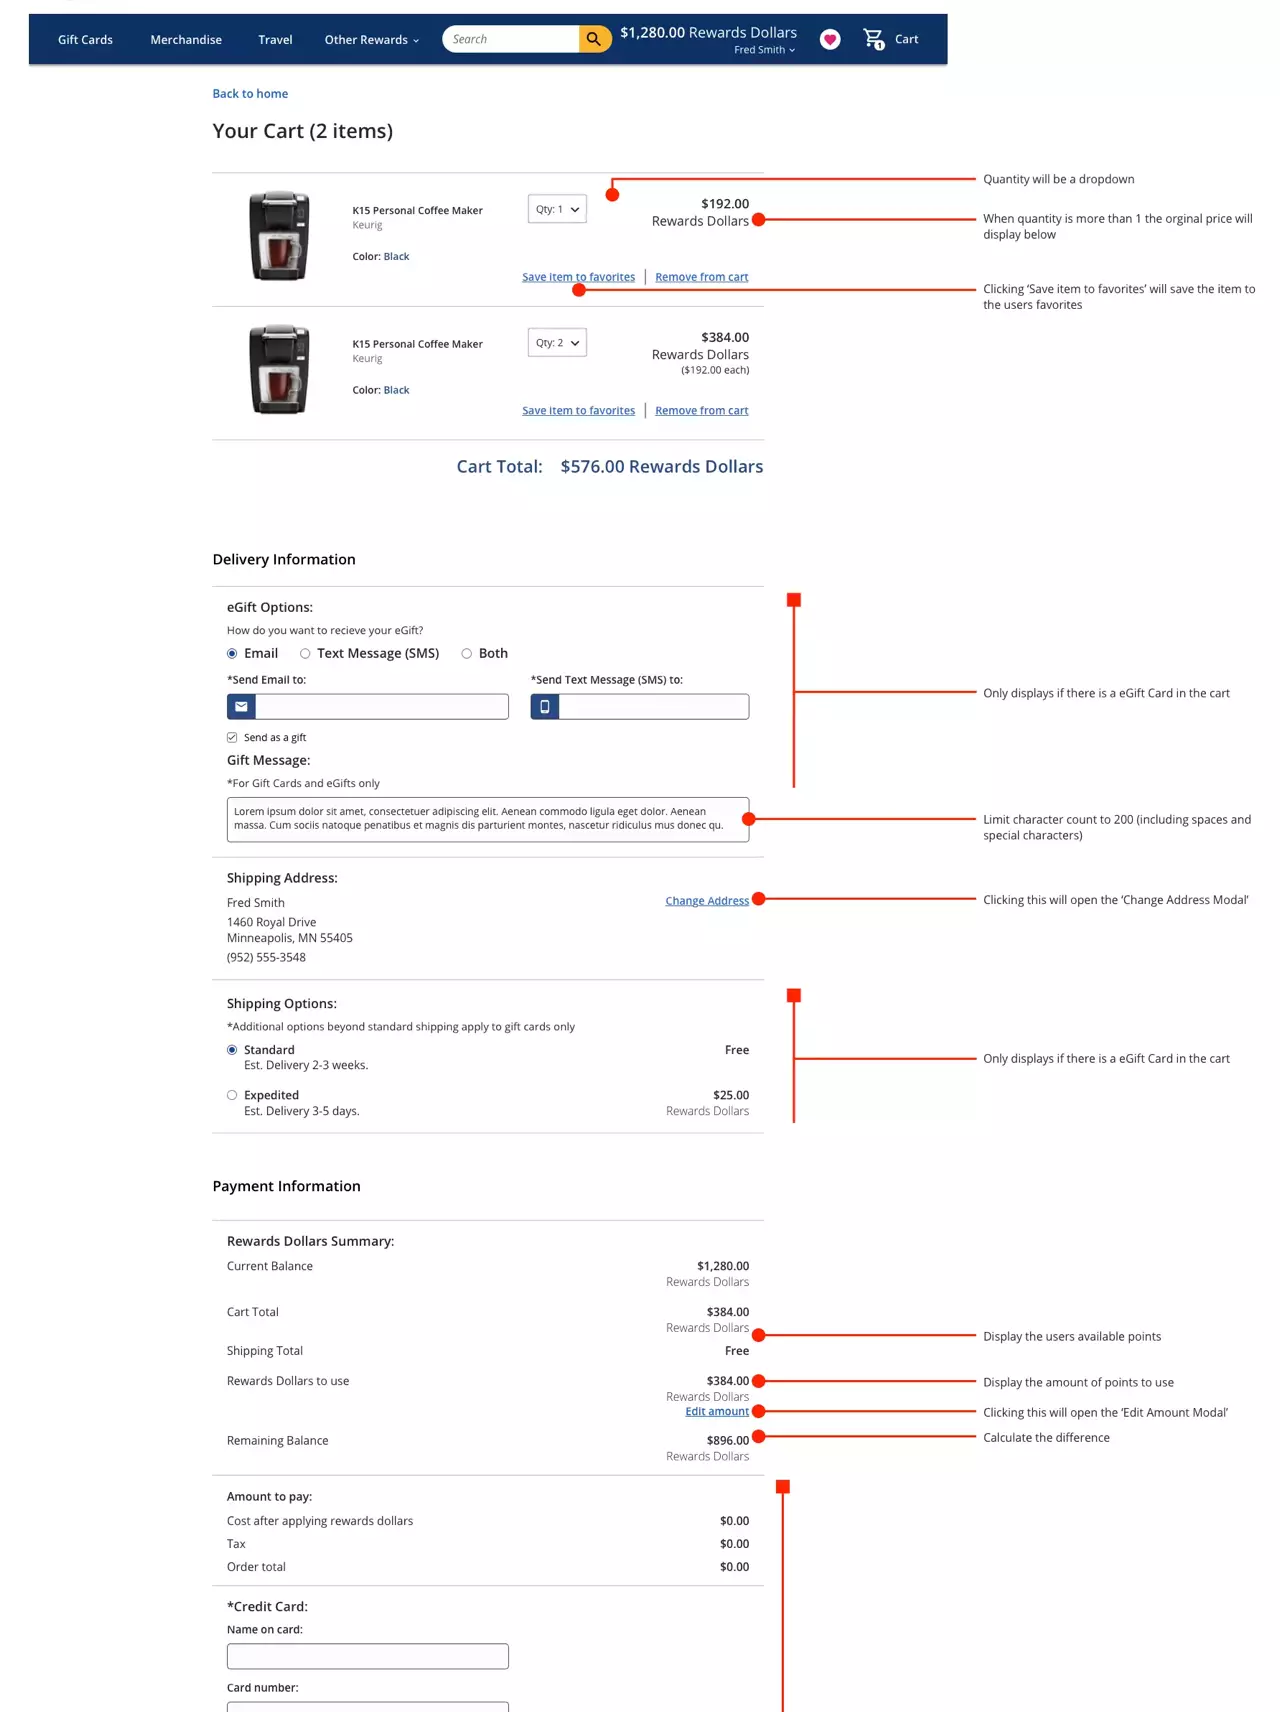 Gift Cards
Merchandise
Travel
Other Rewards
Search
$1,280.00 Rewards Dollars
Fred Smith
1
Cart
Back to home
Your Cart (2 items)
K15 Personal Coffee Maker
Keurig
Color: Black
Qty: 1
$192.00
Rewards Dollars
Save item to favorites | Remove from cart
Quantity will be a dropdown
When quantity is more than 1 the orginal price will
display below
Clicking ‘Save item to favorites’ will save the item to
the users favorites
K15 Personal Coffee Maker
Keurig
Color: Black
Qty: 2
$384.00
Rewards Dollars
($192.00 each)
Save item to favorites | Remove from cart
Cart Total: $576.00 Rewards Dollars
Delivery Information
eGift Options:
How do you want to recieve your eGift?
Email
Text Message (SMS)
Both
*Send Email to:
*Send Text Message (SMS) to:
Only displays if there is a eGift Card in the cart
Send as a gift
Gift Message:
*For Gift Cards and eGifts only
Lorem ipsum dolor sit amet, consectetuer adipiscing elit. Aenean commodo ligula eget dolor. Aenean
massa. Cum sociis natoque penatibus et magnis dis parturient montes, nascetur ridiculus mus donec qu.
Limit character count to 200 (including spaces and
special characters)
Shipping Address:
Fred Smith
1460 Royal Drive
Minneapolis, MN 55405
(952) 555-3548
Change Address
Clicking this will open the ‘Change Address Modal’
Shipping Options:
*Additional options beyond standard shipping apply to gift cards only
Standard
Est. Delivery 2-3 weeks.
Free
Expedited
Est. Delivery 3-5 days.
$25.00
Rewards Dollars
Only displays if there is a eGift Card in the cart
Payment Information
Rewards Dollars Summary:
Current Balance
$1,280.00
Rewards Dollars
Cart Total
$384.00
Rewards Dollars
Display the users available points
Shipping Total
Free
Rewards Dollars to use
$384.00
Rewards Dollars
Display the amount of points to use
Edit amount
Clicking this will open the ‘Edit Amount Modal’
Remaining Balance
$896.00
Rewards Dollars
Calculate the difference
Amount to pay:
Cost after applying rewards dollars
$0.00
Tax
$0.00
Order total
$0.00
*Credit Card:
Name on card:
Card number: